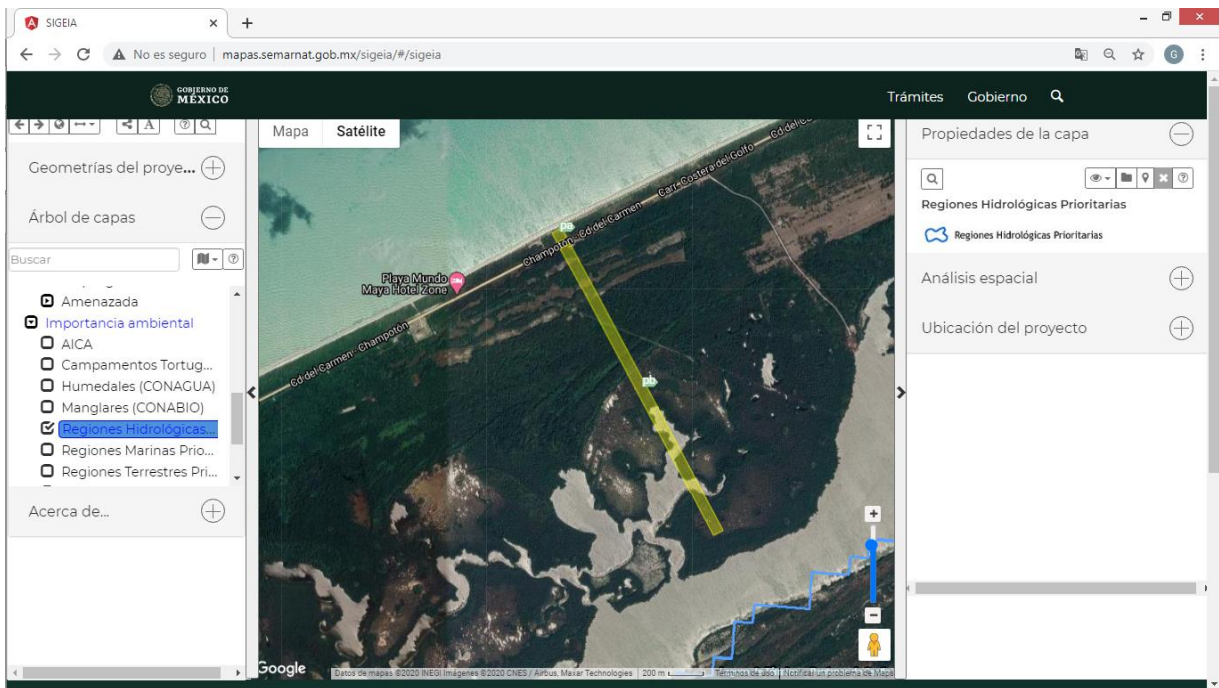 SIGEIA
No es seguro | mapas.semarnat.gob.mx/sigeia/#/sigeia
G
GOBIERNO DE
MÉXICO
Trámites Gobierno
Geometrías del proye...
Árbol de capas
Buscar
Amenazada
Importancia ambiental
AICA
Campamentos Tortug...
Humedales (CONAGUA)
Manglares (CONABIO)
Regiones Hidrológicas...
Regiones Marinas Prio...
Regiones Terrestres Pri...
Acerca de...
Mapa Satélite
Carr. Costera del Golfo
Champotón - Cd del Carmen
pa
Playa Mundo
Maya Hotel Zone
Cd del Carmen - Champotón
pb
Google
Datos de mapas ©2020 INEGI Imágenes ©2020 CNES / Airbus, Maxar Technologies
200 m
Términos de uso
Notificar un problema de Maps
Propiedades de la capa
Regiones Hidrológicas Prioritarias
Regiones Hidrológicas Prioritarias
Análisis espacial
Ubicación del proyecto